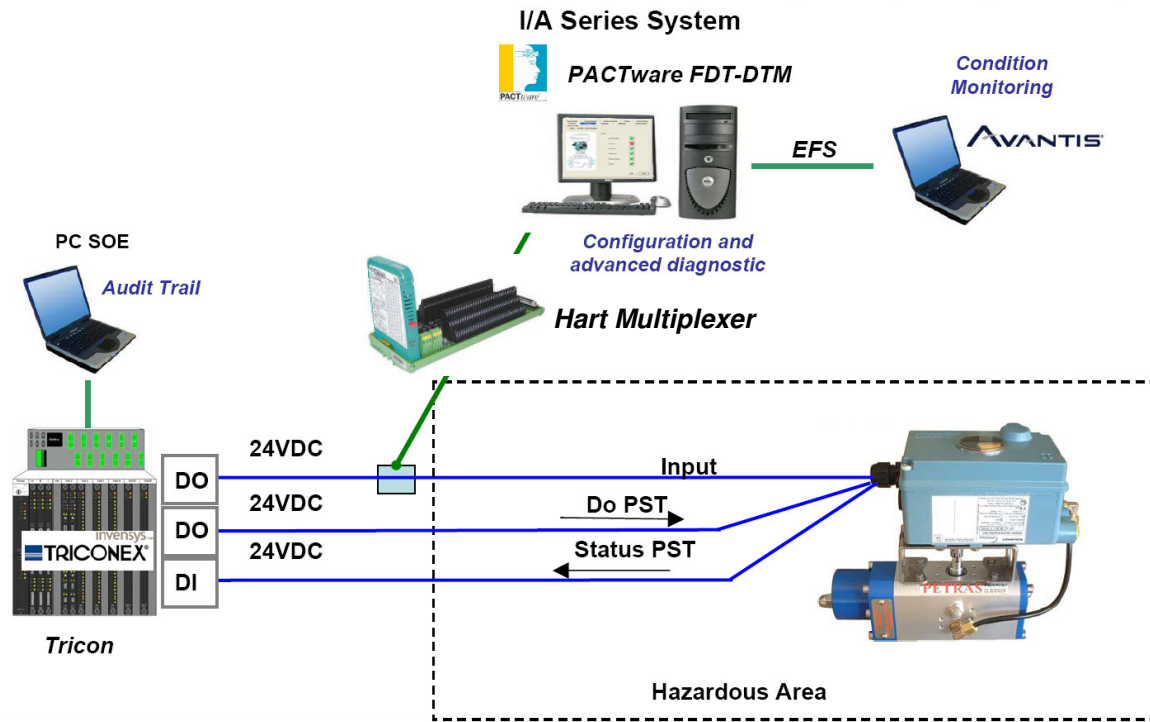 I/A Series System
PACTware
PACTware FDT-DTM
Condition
Monitoring
AVANTIS
EFS
PC SOE
Audit Trail
Configuration and
advanced diagnostic
Hart Multiplexer
24VDC
DO
Input
24VDC
DO
Do PST
24VDC
DI
Status PST
invensys
TRICONEX
PETRAS
Tricon
Hazardous Area